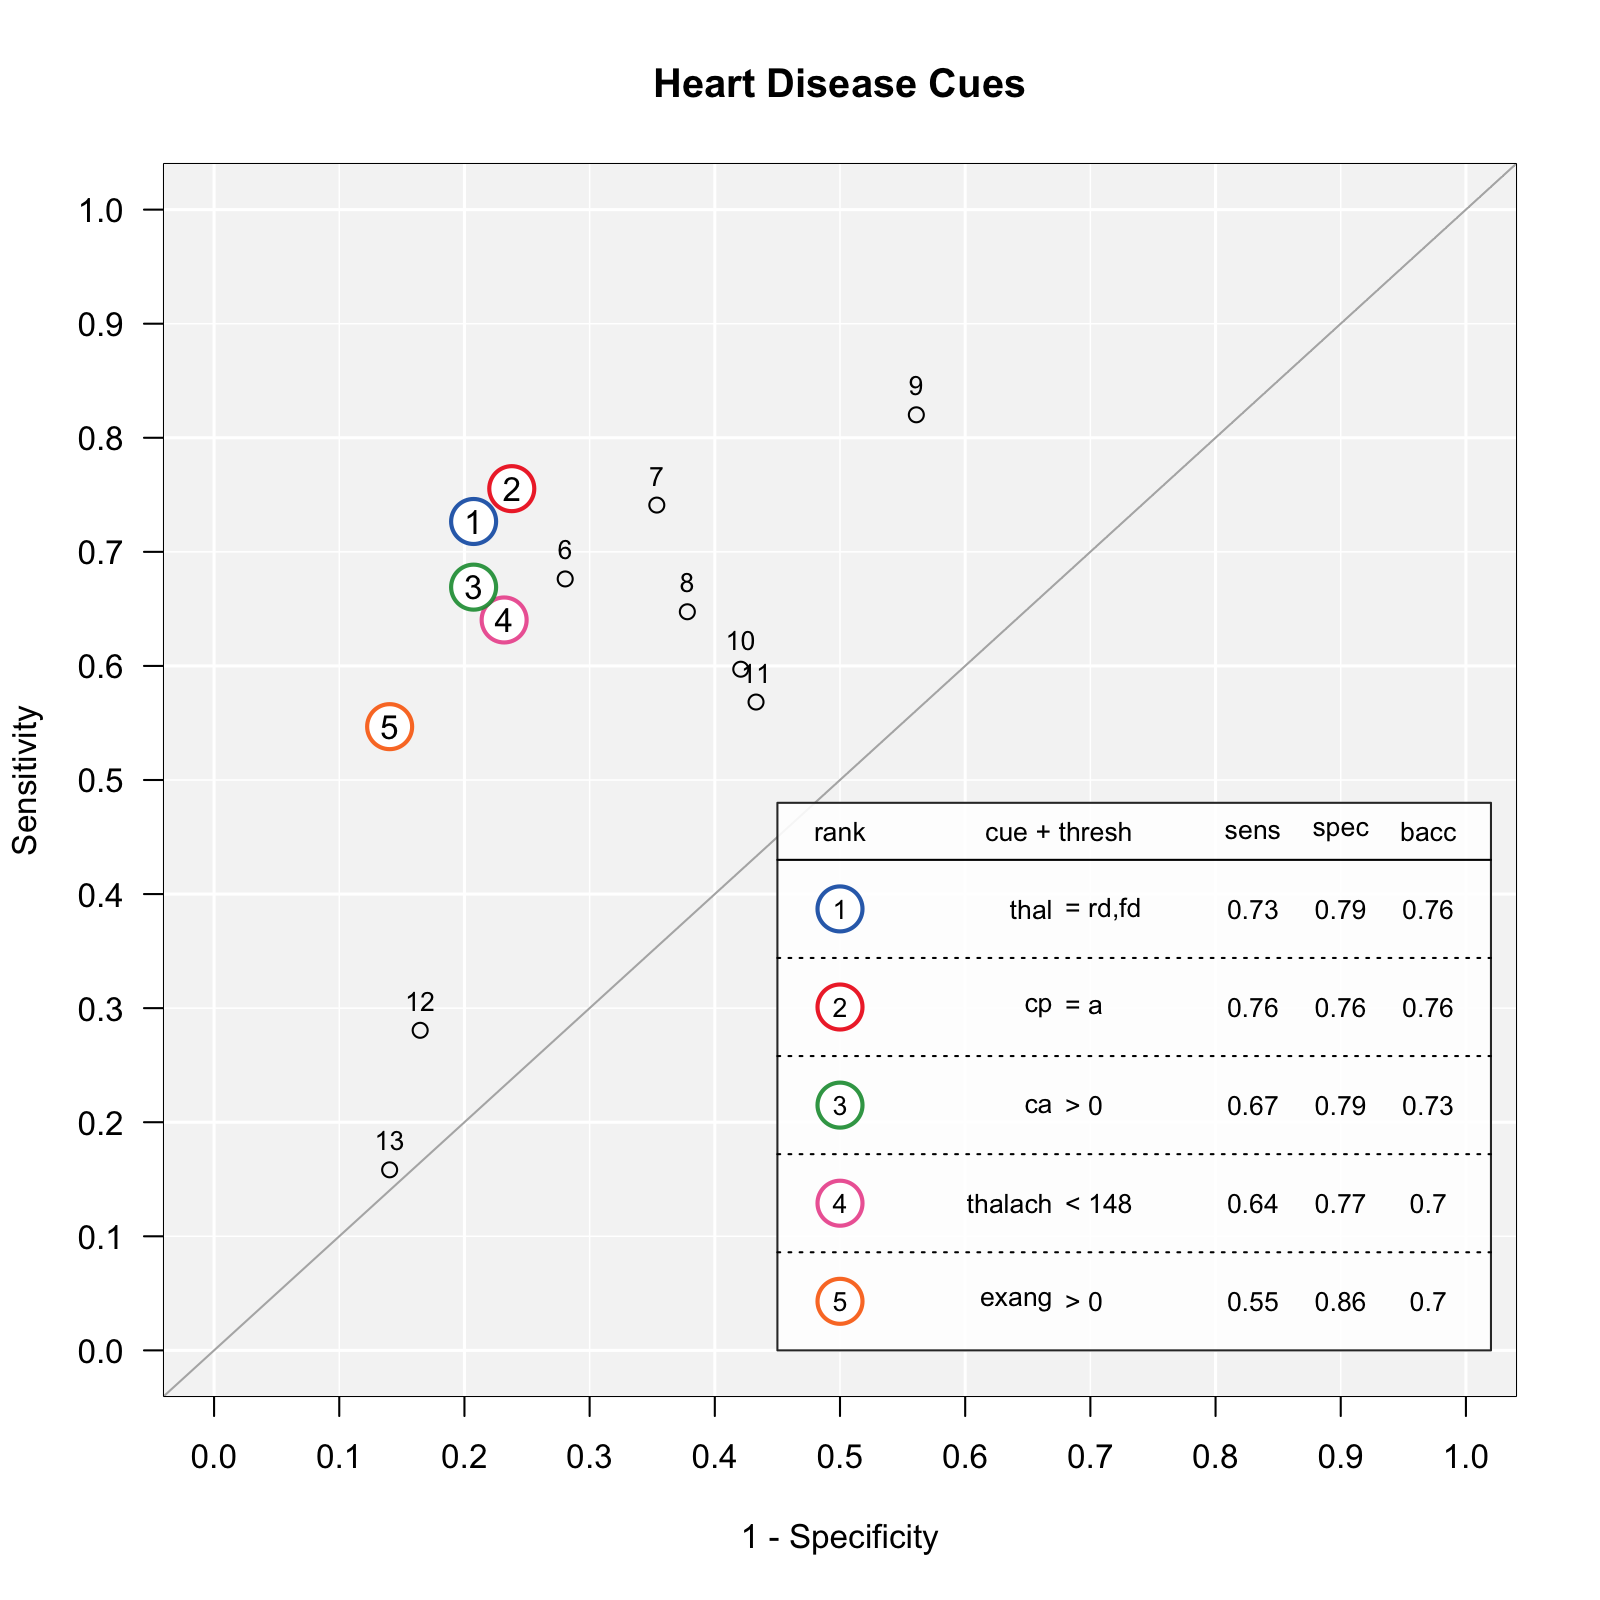 Heart Disease Cues
1.0
0.9
9
0.8
7
2
1
0.7
6
8
3
4
10
0.6
11
5
Sensitivity
0.5
rank cue + thresh sens spec bacc
0.4
1 thal = rd,fd 0.73 0.79 0.76
12
0.3
2 cp = a 0.76 0.76 0.76
0.2
3 ca > 0 0.67 0.79 0.73
13
4 thalach < 148 0.64 0.77 0.7
0.1
5 exang > 0 0.55 0.86 0.7
0.0
0.0 0.1 0.2 0.3 0.4 0.5 0.6 0.7 0.8 0.9 1.0
1 - Specificity